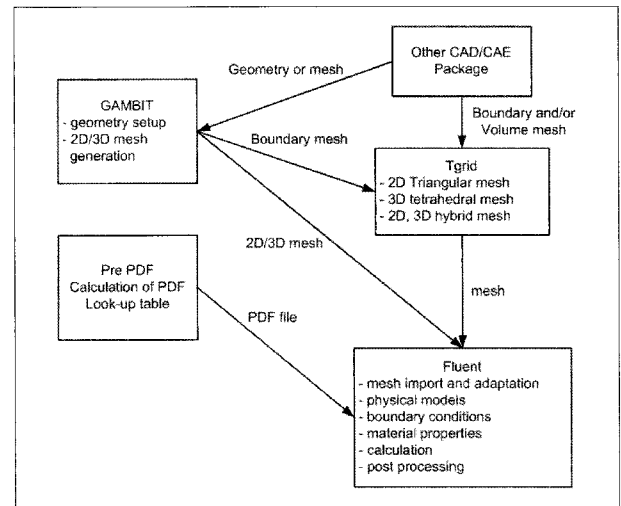 Other CAD/CAE
Package
Geometry or mesh
GAMBIT
- geometry setup
- 2D/3D mesh
generation
Boundary and/or
Volume mesh
Boundary mesh
Tgrid
- 2D Triangular mesh
- 3D tetrahedral mesh
- 2D, 3D hybrid mesh
2D/3D mesh
Pre PDF
Calculation of PDF
Look-up table
mesh
PDF file
Fluent
- mesh import and adaptation
- physical models
- boundary conditions
- material properties
- calculation
- post processing